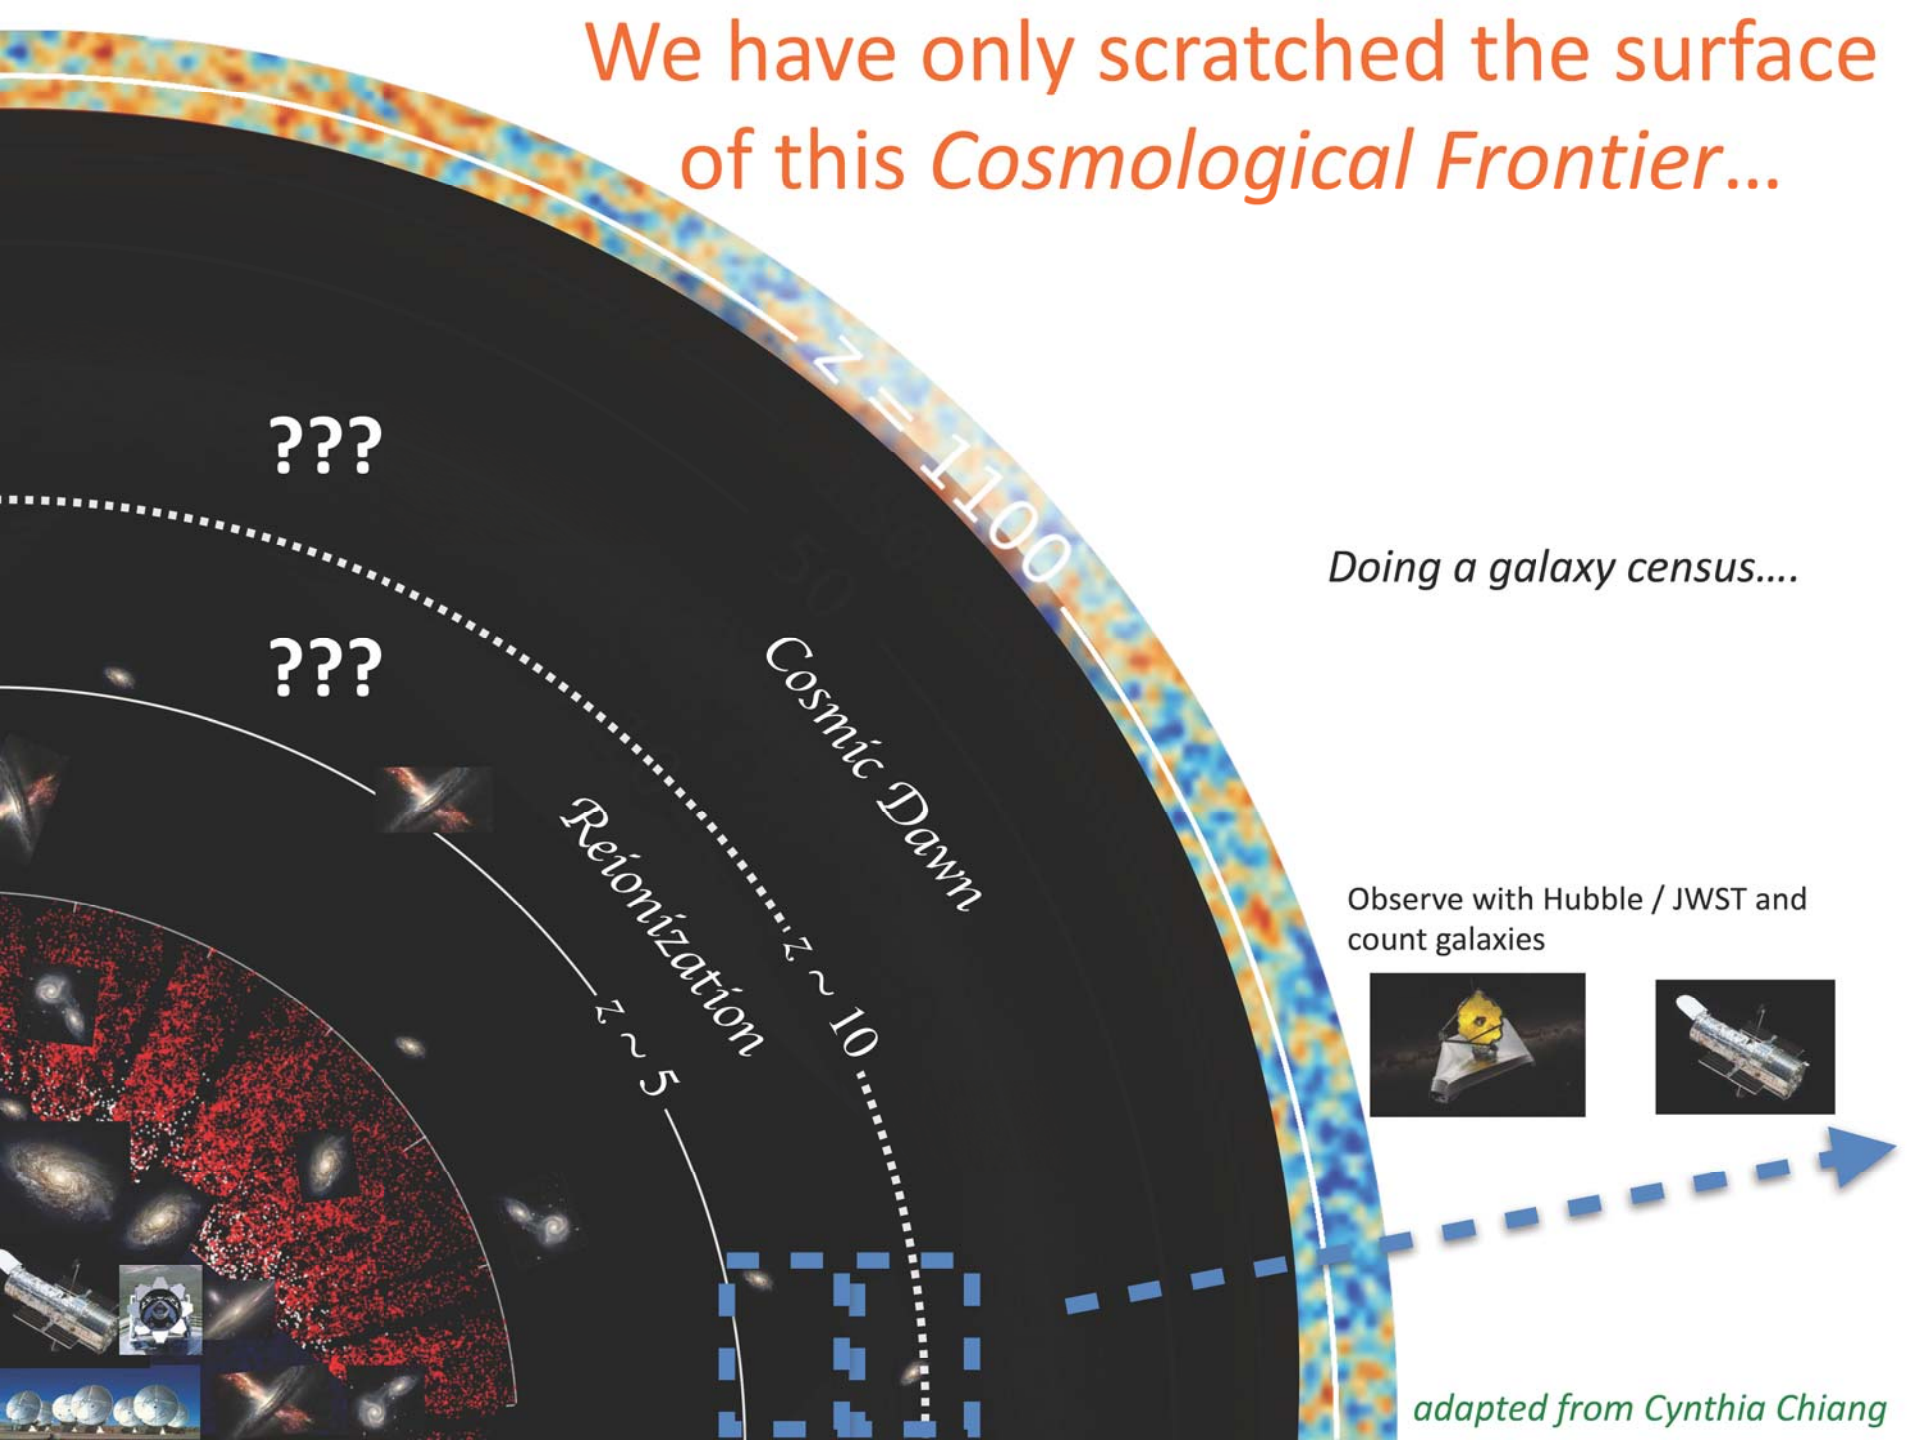 We have only scratched the surface
of this Cosmological Frontier...
z = 1100
???
50
Doing a galaxy census....
???
Cosmic Dawn
Reionization
Observe with Hubble / JWST and
count galaxies
z ~ 10
z ~ 5
adapted from Cynthia Chiang